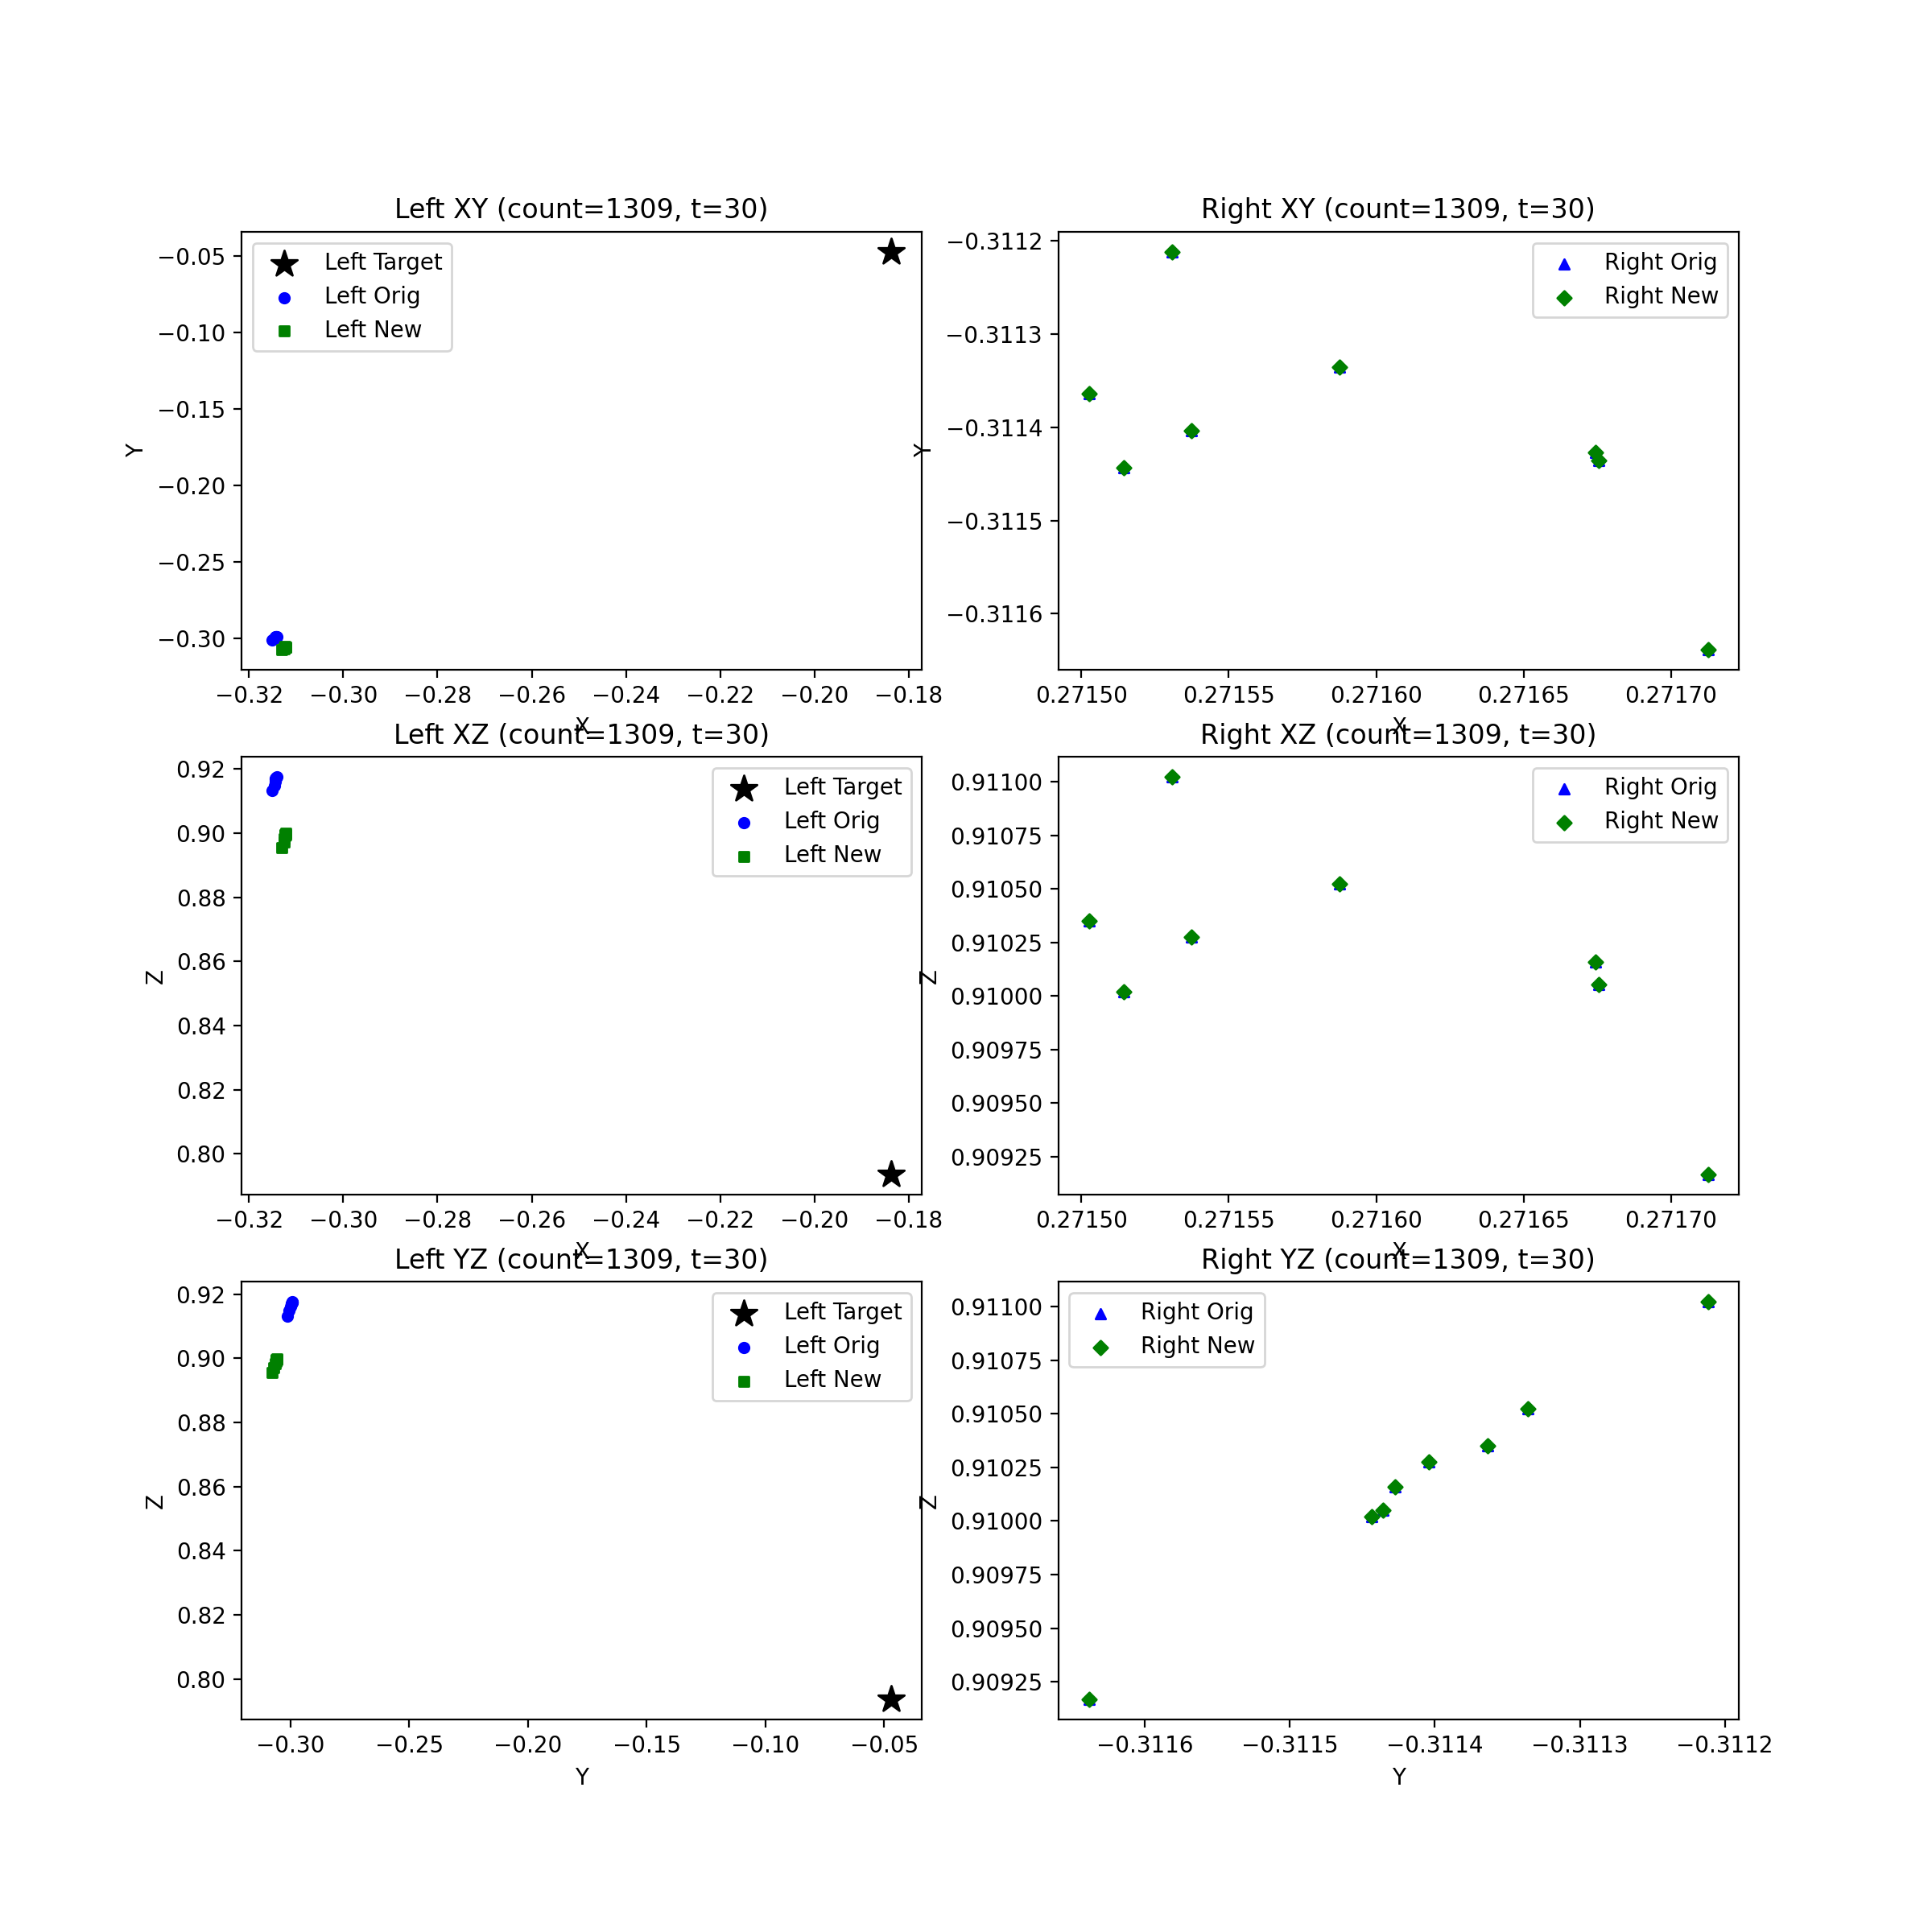 Left XY (count=1309, t=30)
−0.05
−0.10
−0.15
−0.20
−0.25
−0.30
Y
Left Target
Left Orig
Left New
−0.32 −0.30 −0.28 −0.26 −0.24 −0.22 −0.20 −0.18
X
Right XY (count=1309, t=30)
−0.3112
−0.3113
−0.3114
−0.3115
−0.3116
Y
Right Orig
Right New
0.27150 0.27155 0.27160 0.27165 0.27170
X
Left XZ (count=1309, t=30)
0.92
0.90
0.88
0.86
0.84
0.82
0.80
Z
Left Target
Left Orig
Left New
−0.32 −0.30 −0.28 −0.26 −0.24 −0.22 −0.20 −0.18
X
Right XZ (count=1309, t=30)
0.91100
0.91075
0.91050
0.91025
0.91000
0.90975
0.90950
0.90925
Z
Right Orig
Right New
0.27150 0.27155 0.27160 0.27165 0.27170
X
Left YZ (count=1309, t=30)
0.92
0.90
0.88
0.86
0.84
0.82
0.80
Z
Left Target
Left Orig
Left New
−0.30 −0.25 −0.20 −0.15 −0.10 −0.05
Y
Right YZ (count=1309, t=30)
0.91100
0.91075
0.91050
0.91025
0.91000
0.90975
0.90950
0.90925
Z
Right Orig
Right New
−0.3116 −0.3115 −0.3114 −0.3113 −0.3112
Y